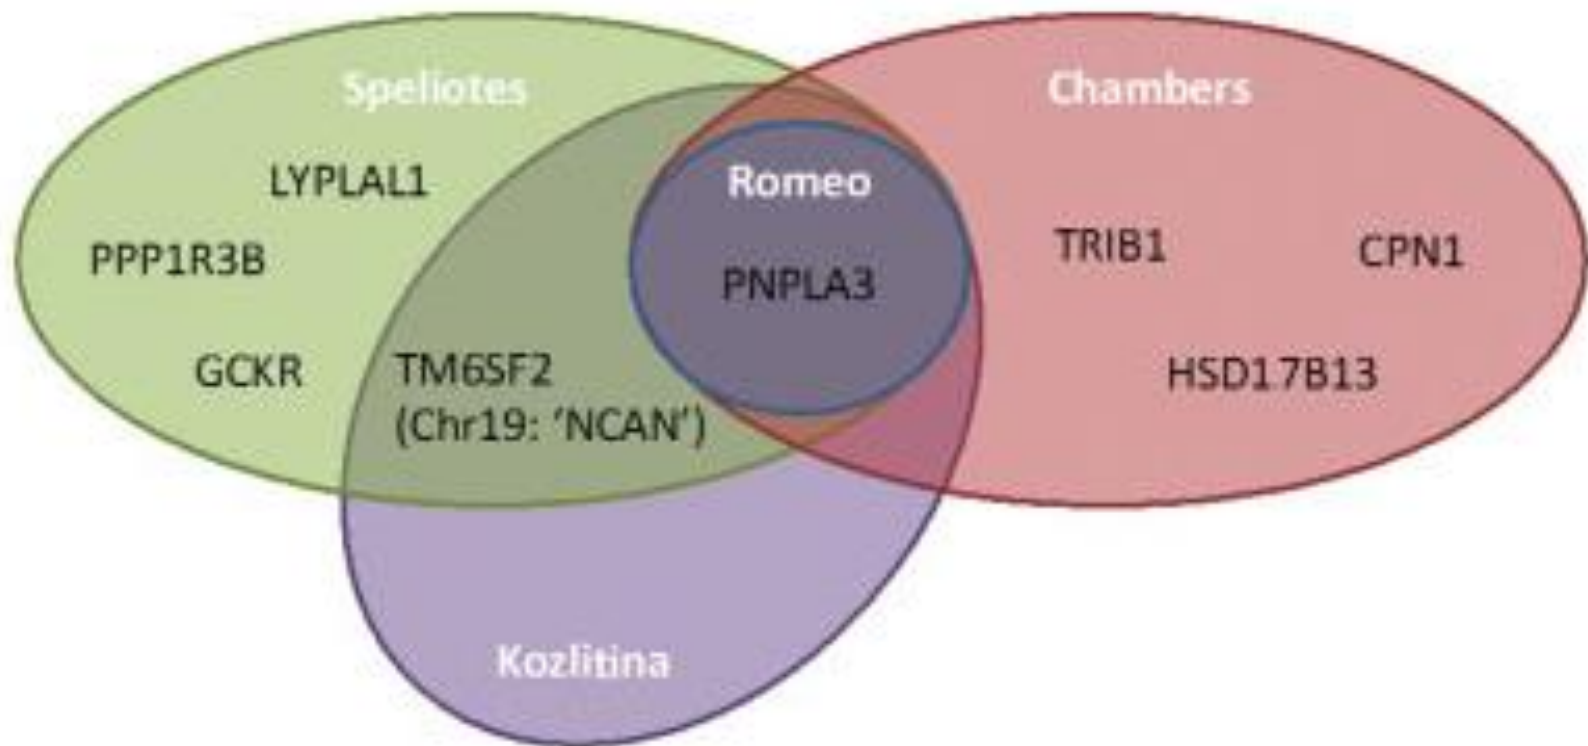 Speliotes
Chambers
LYPLAL1
Romeo
PPP1R3B
TRIB1
CPN1
PNPLA3
GCKR
TM6SF2
(Chr19: ‘NCAN’)
HSD17B13
Kozlitina